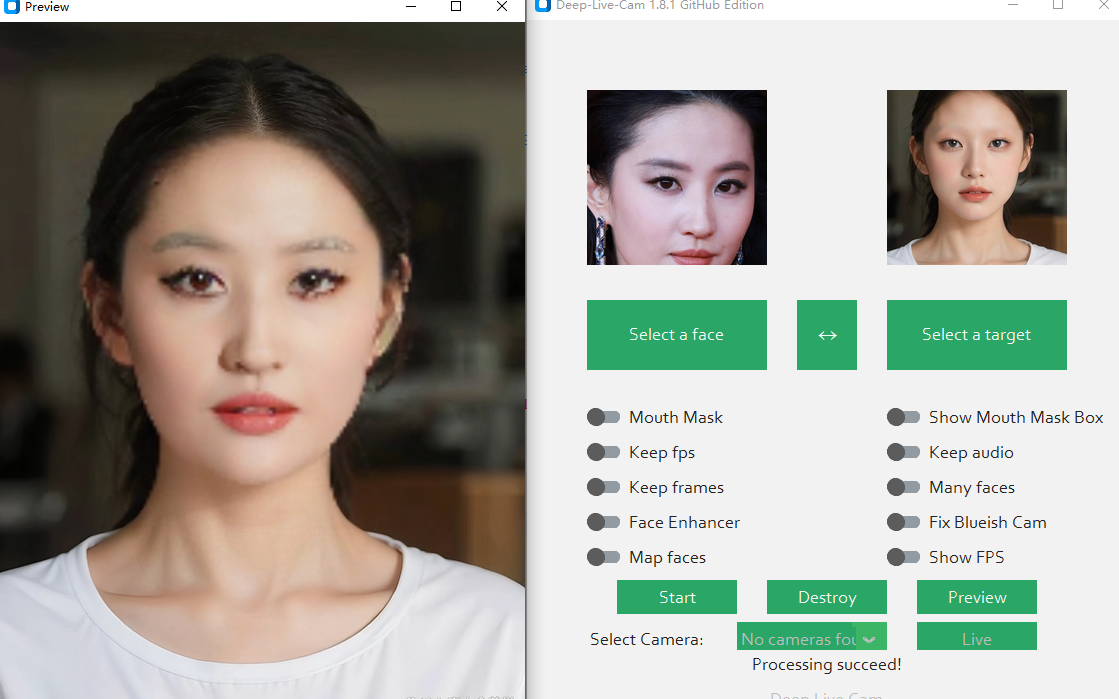 Preview
Deep-Live-Cam 1.8.1 GitHub Edition
Select a face
↔
Select a target
Mouth Mask
Show Mouth Mask Box
Keep fps
Keep audio
Keep frames
Many faces
Face Enhancer
Fix Blueish Cam
Map faces
Show FPS
Start
Destroy
Preview
Select Camera:
No cameras fou
Live
Processing succeed!
Deep Live Cam